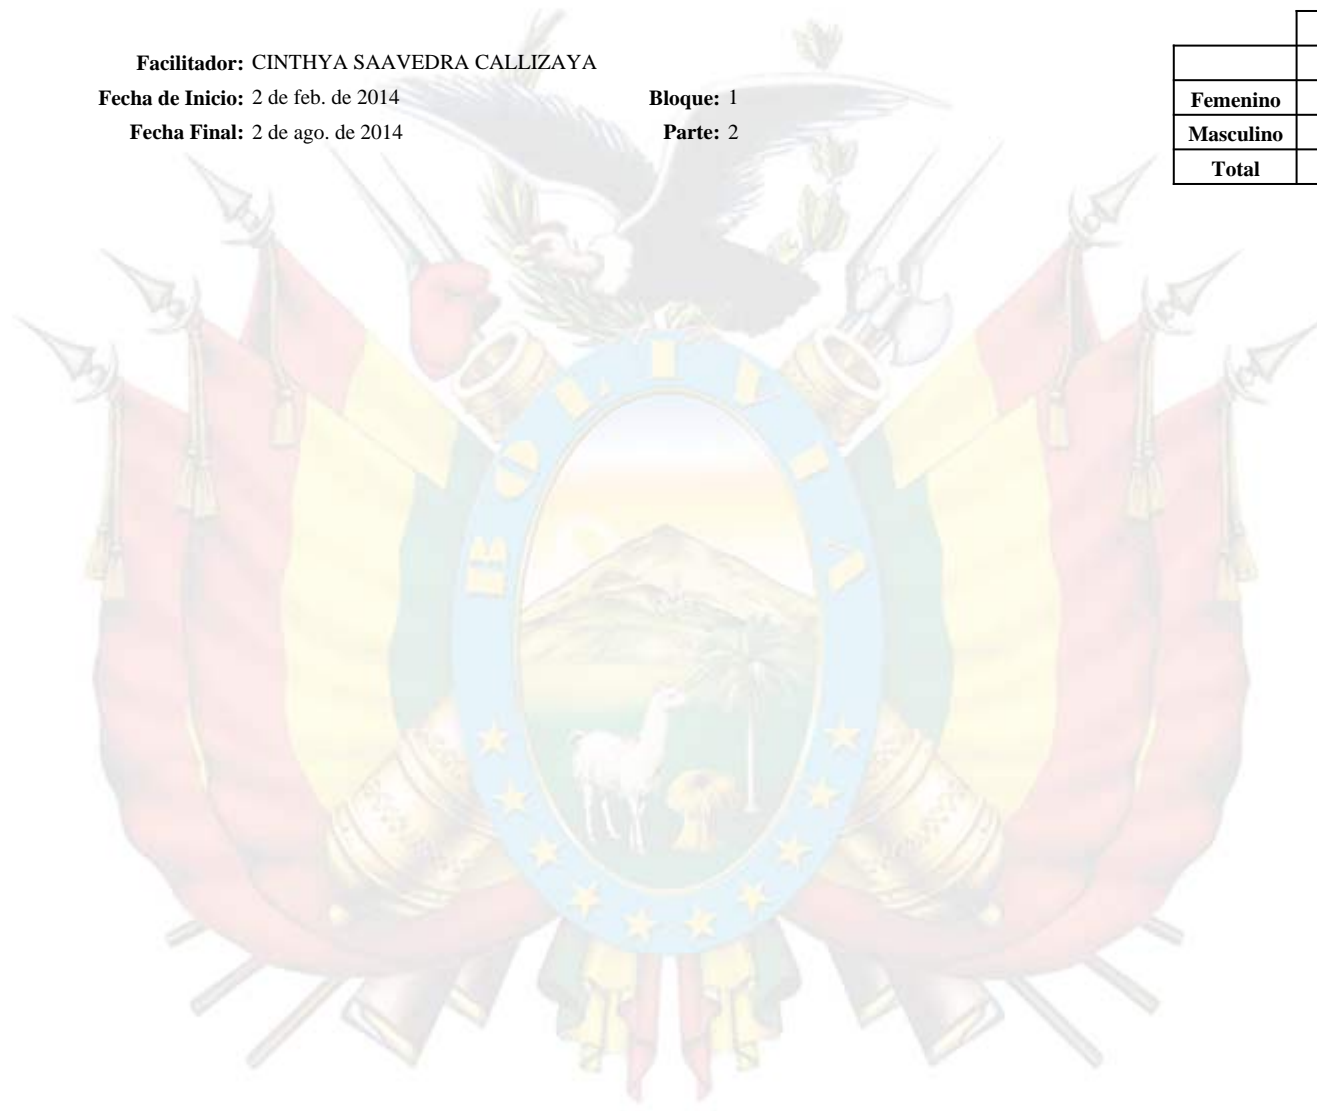 Facilitador: CINTHYA SAAVEDRA CALLIZAYA
Fecha de Inicio: 2 de feb. de 2014 Bloque: 1
Fecha Final: 2 de ago. de 2014 Parte: 2
Femenino
Masculino
Total
BOLIVIA